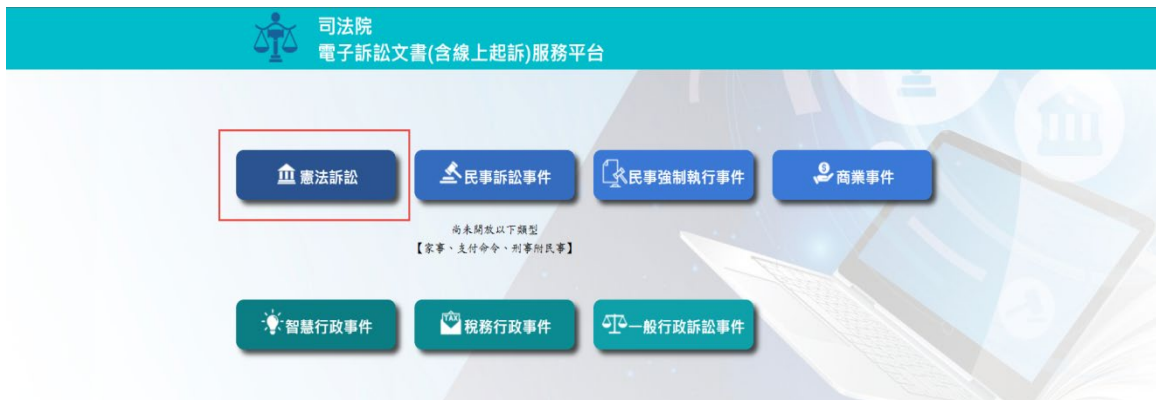 司法院
電子訴訟文書(含線上起訴)服務平台
憲法訴訟
民事訴訟事件
民事強制執行事件
商業事件
尚未開放以下類型
【家事、支付命令、刑事附民事】
智慧行政事件
TAX
稅務行政事件
一般行政訴訟事件